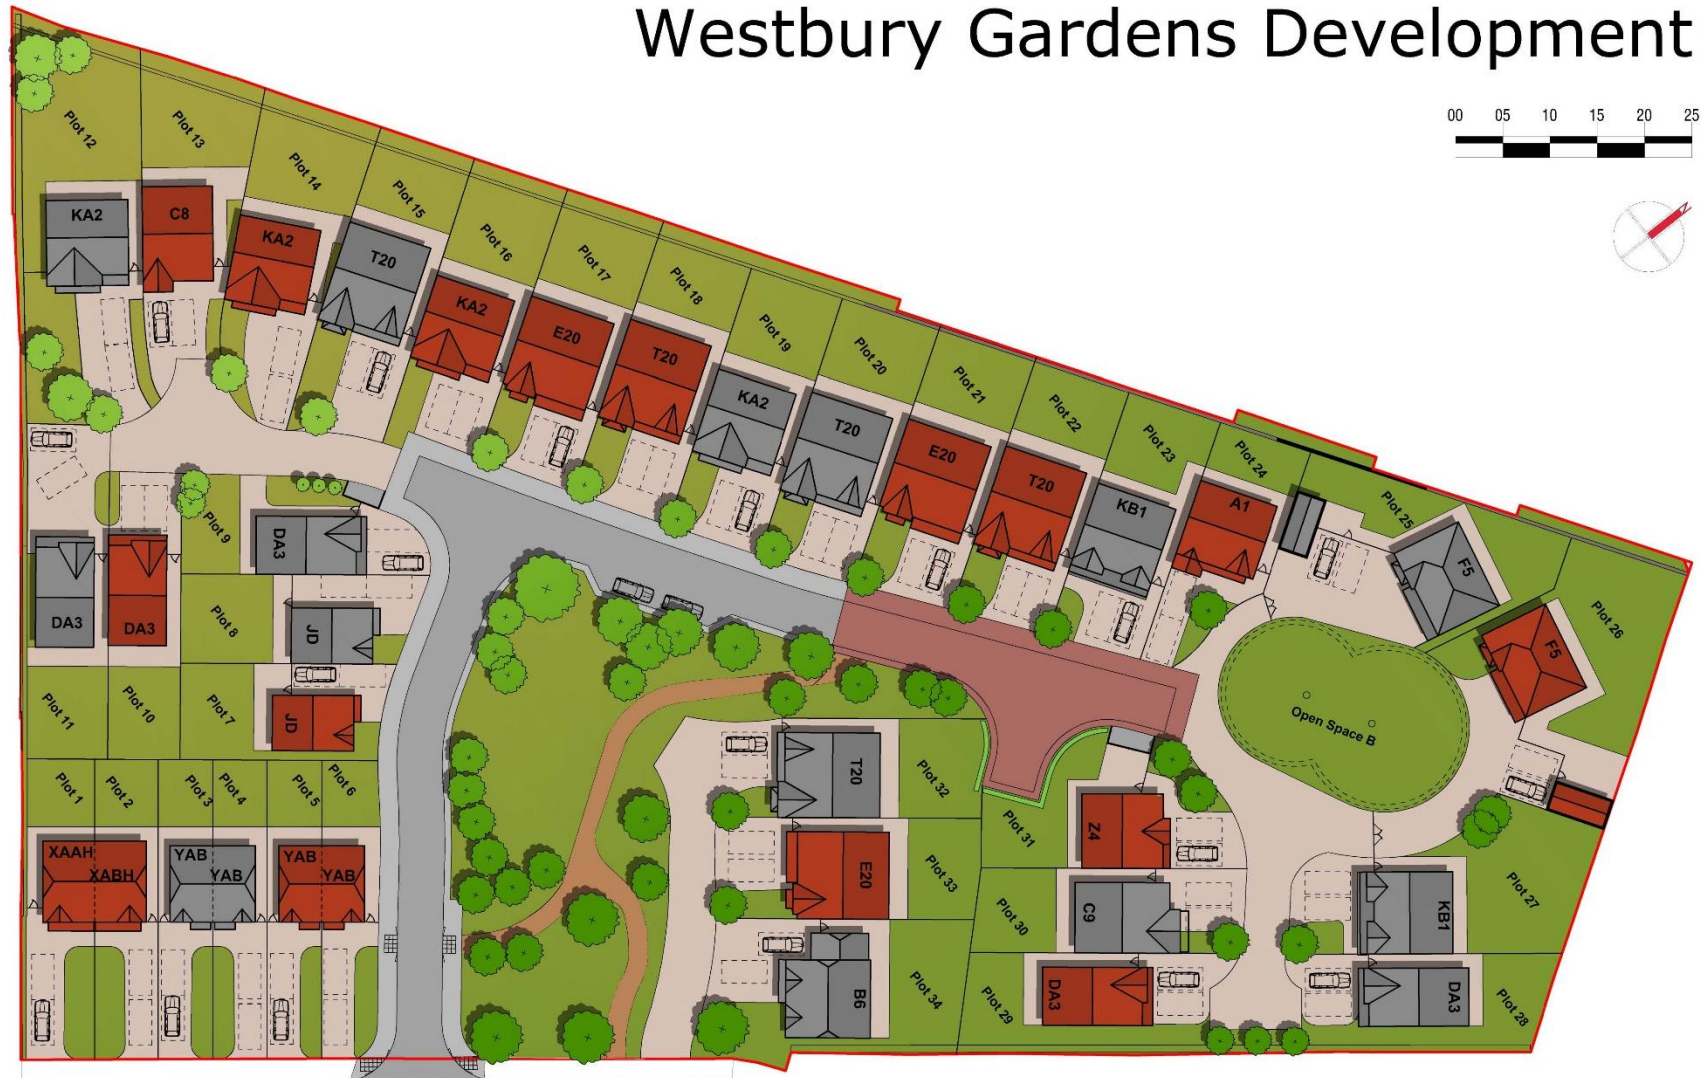 Westbury Gardens Development
00 05 10 15 20 25
N
Plot 12
Plot 13
Plot 14
Plot 15
Plot 16
Plot 17
Plot 18
Plot 19
Plot 20
Plot 21
Plot 22
Plot 23
Plot 24
Plot 25
Plot 26
KA2
C8
KA2
T20
KA2
E20
T20
KA2
T20
E20
T20
KB1
A1
F5
F5
Open Space B
Plot 9
DA3
DA3
DA3
Plot 8
JD
Plot 11
Plot 10
Plot 7
JD
Plot 1
Plot 2
Plot 3
Plot 4
Plot 5
Plot 6
XAAH
XABH
YAB
YAB
YAB
YAB
T20
Plot 32
E20
Plot 33
B6
Plot 34
Plot 31
Z4
Plot 30
C9
Plot 29
DA3
KB1
Plot 27
DA3
Plot 28